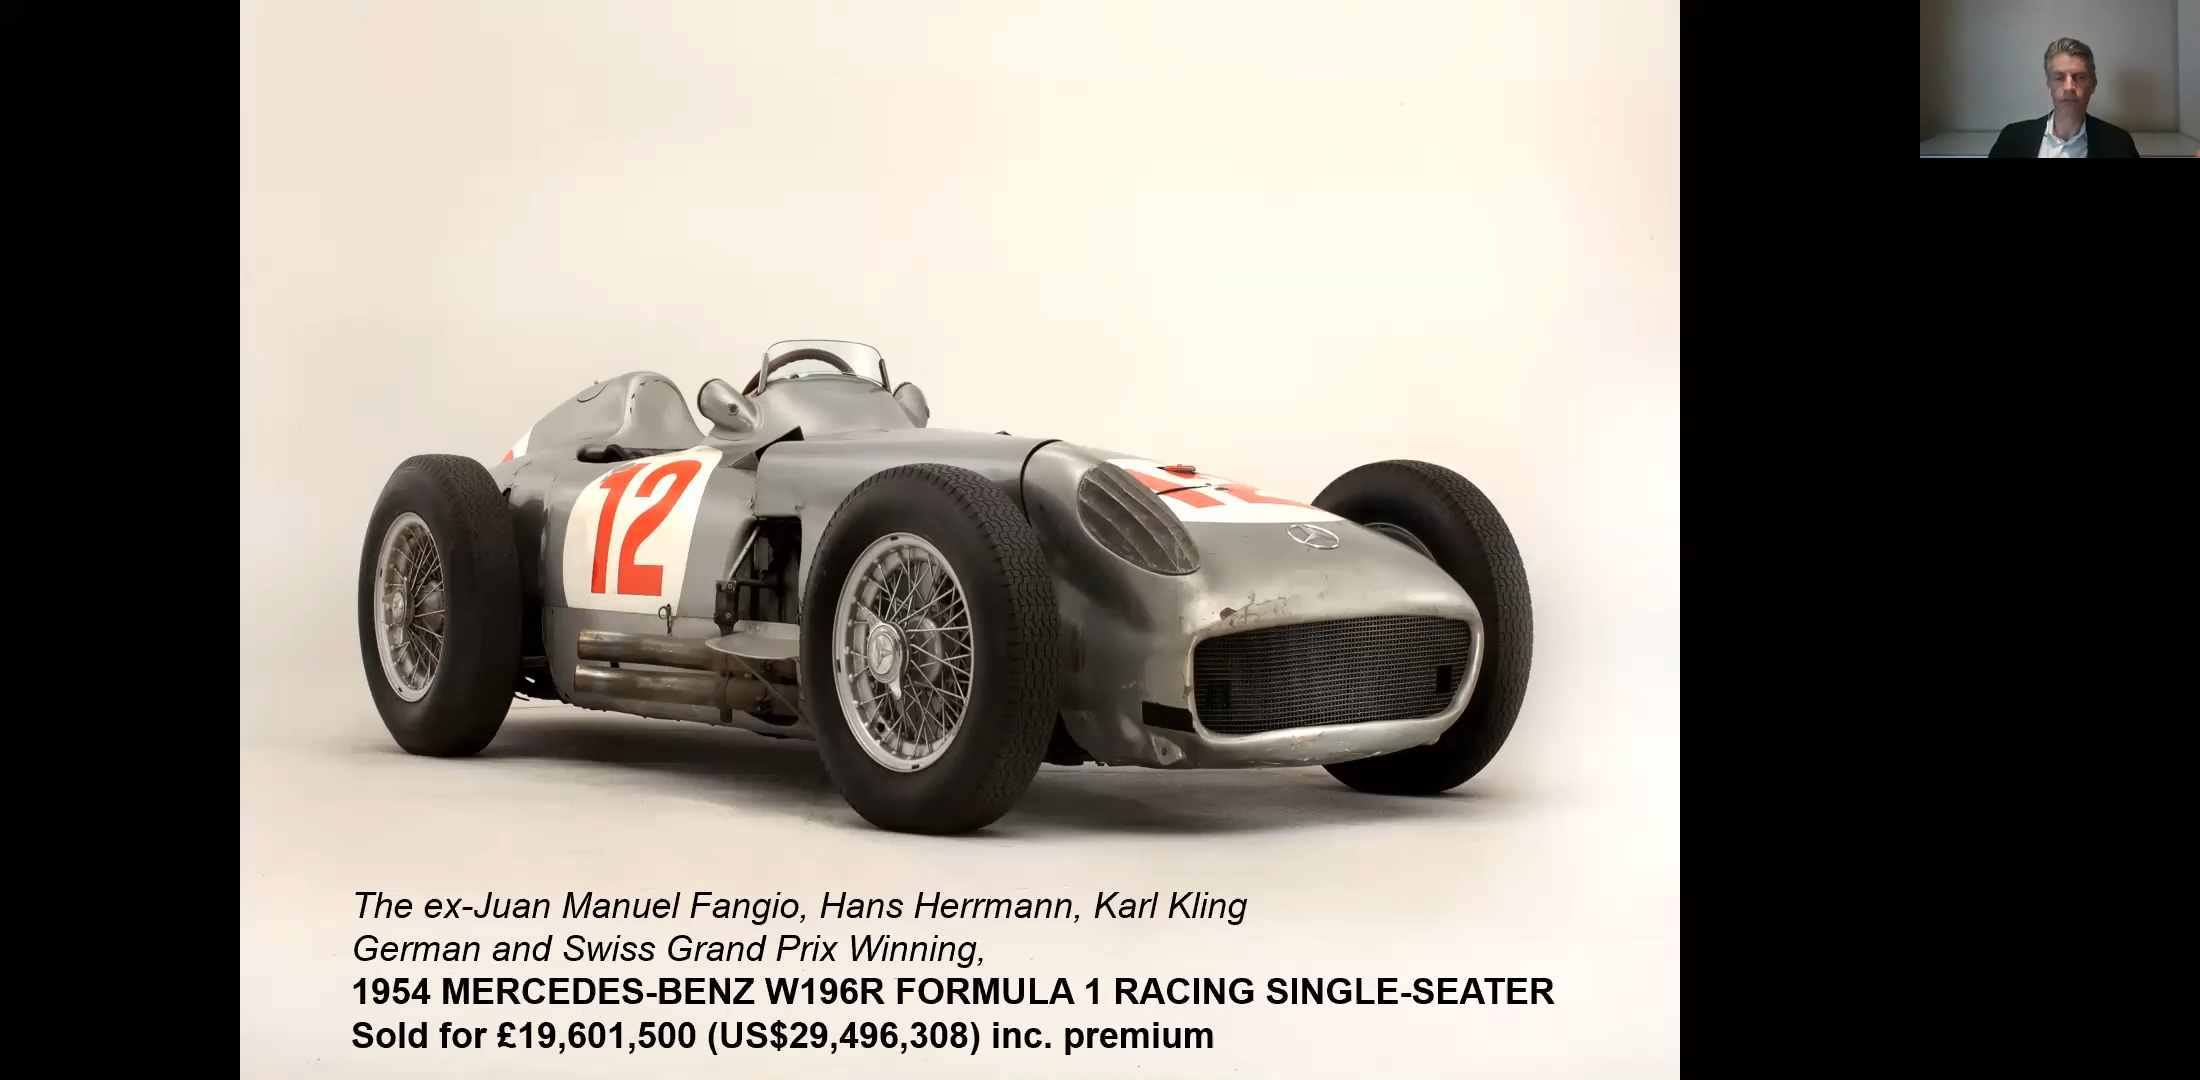 12
The ex-Juan Manuel Fangio, Hans Herrmann, Karl Kling
German and Swiss Grand Prix Winning,
1954 MERCEDES-BENZ W196R FORMULA 1 RACING SINGLE-SEATER
Sold for £19,601,500 (US$29,496,308) inc. premium